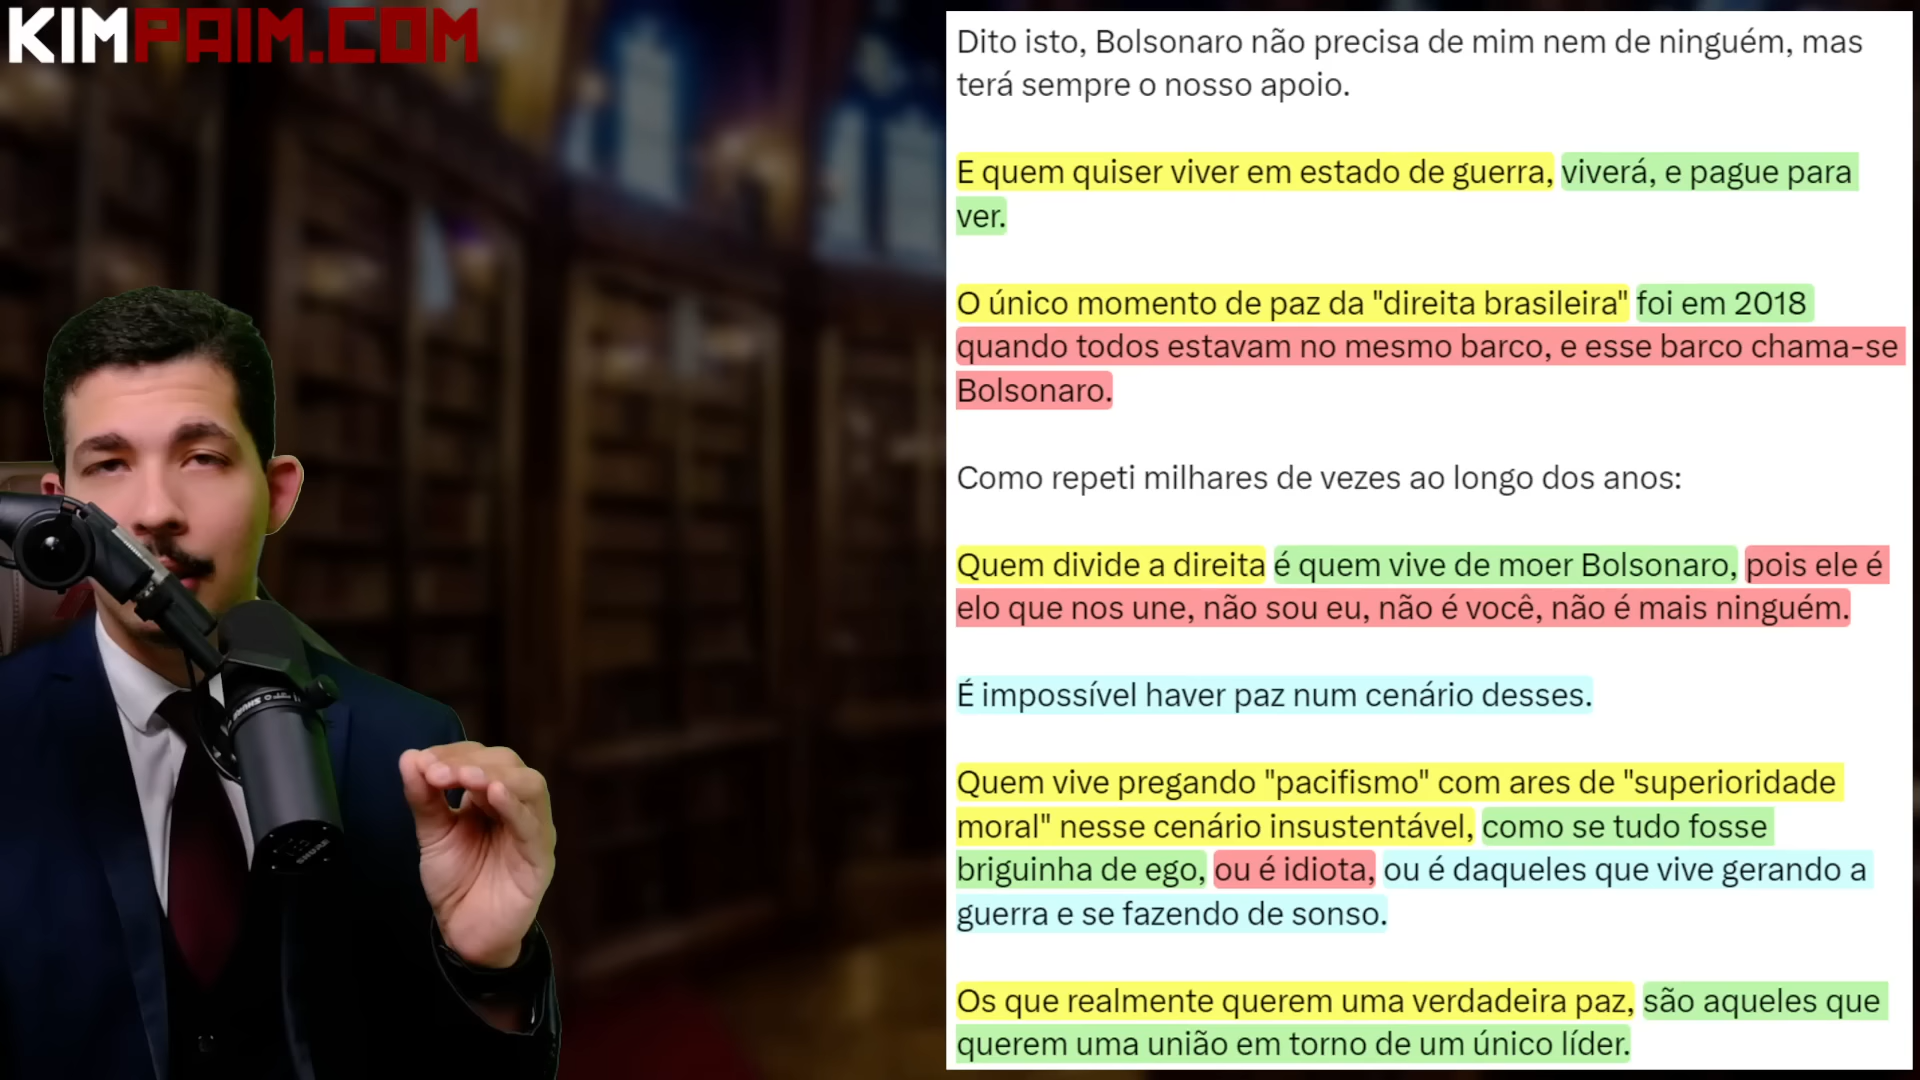 KIMPAIM.COM
Dito isto, Bolsonaro não precisa de mim nem de ninguém, mas
terá sempre o nosso apoio.
E quem quiser viver em estado de guerra, viverá, e pague para
ver.
O único momento de paz da "direita brasileira" foi em 2018
quando todos estavam no mesmo barco, e esse barco chama-se
Bolsonaro.
Como repeti milhares de vezes ao longo dos anos:
Quem divide a direita é quem vive de moer Bolsonaro, pois ele é
elo que nos une, não sou eu, não é você, não é mais ninguém.
É impossível haver paz num cenário desses.
Quem vive pregando "pacifismo" com ares de "superioridade
moral" nesse cenário insustentável, como se tudo fosse
briguinha de ego, ou é idiota, ou é daqueles que vive gerando a
guerra e se fazendo de sonso.
Os que realmente querem uma verdadeira paz, são aqueles que
querem uma união em torno de um único líder.
SHURE